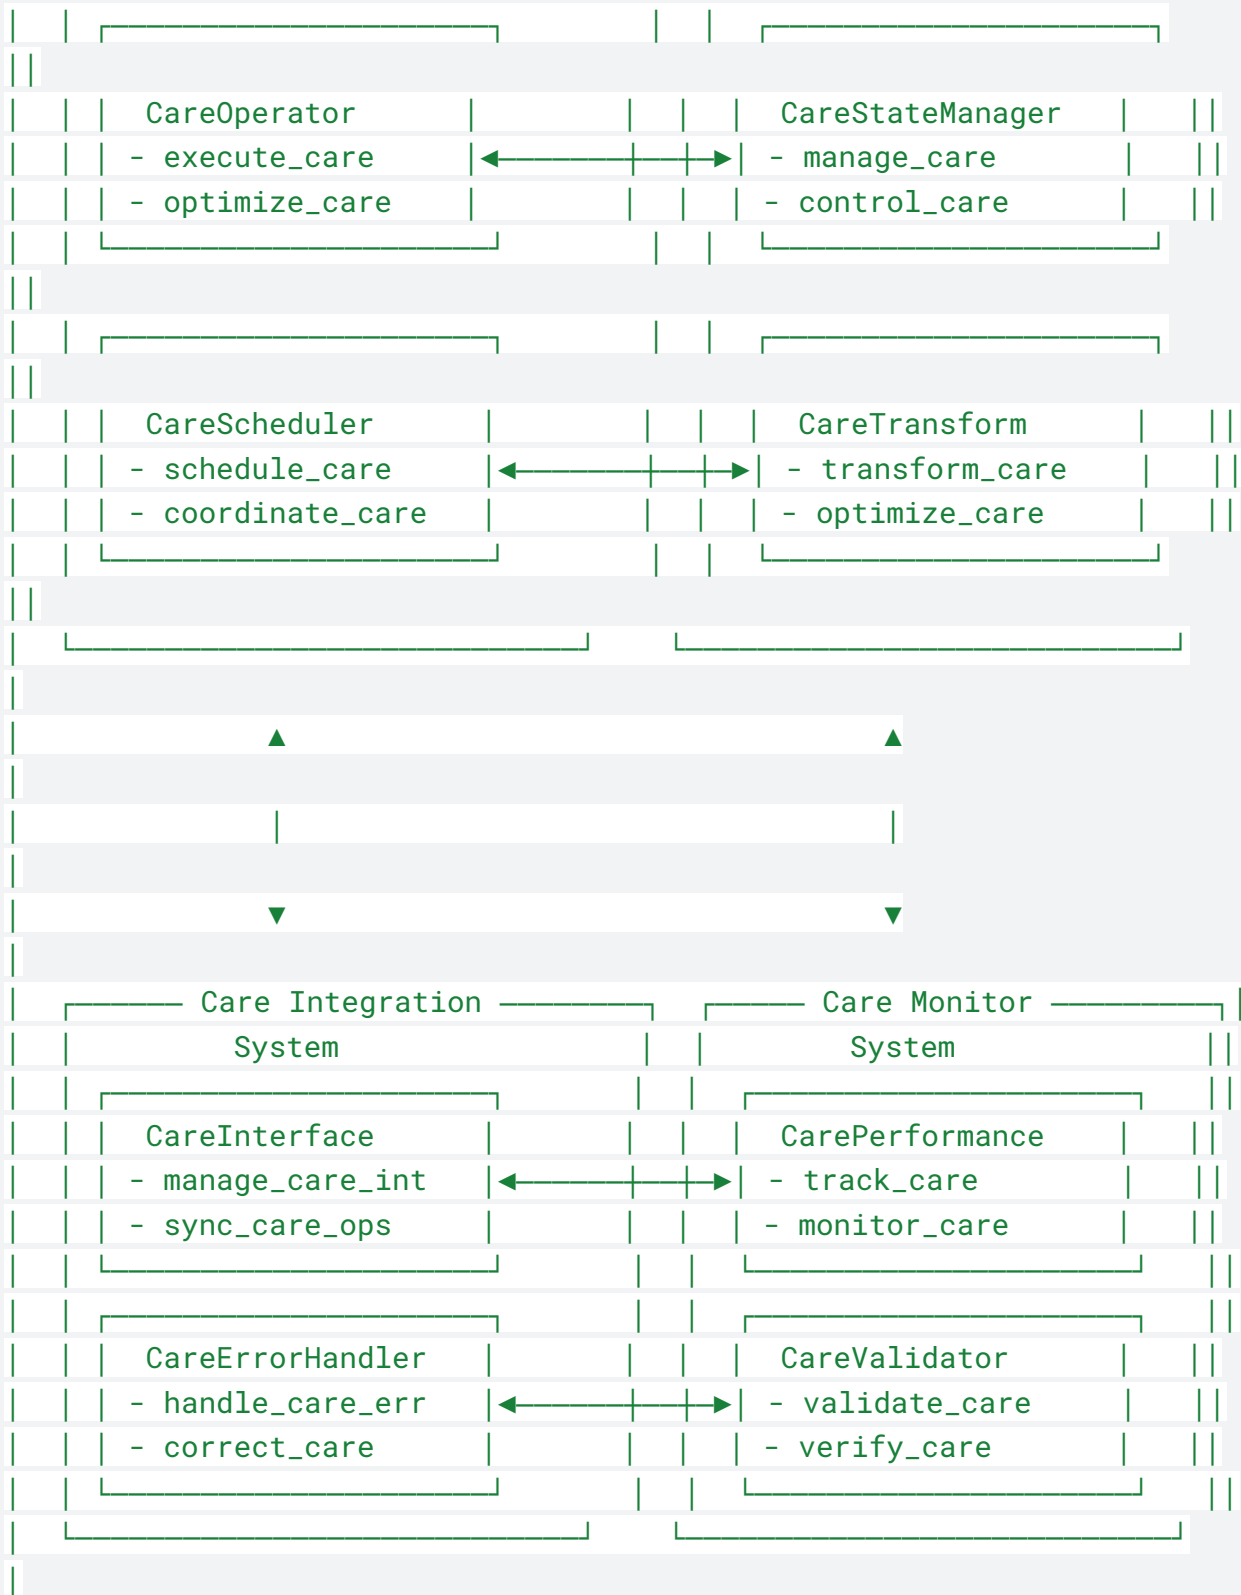 CareOperator CareStateManager
- execute_care ◄────────┼──┼─►│ - manage_care
- optimize_care - control_care
CareScheduler CareTransform
- schedule_care ◄───────┼──┼─►│ - transform_care
- coordinate_care - optimize_care
▲ ▲
▼ ▼
Care Integration Care Monitor
System System
CareInterface CarePerformance
- manage_care_int ◄──────┼──┼─►│ - track_care
- sync_care_ops - monitor_care
CareErrorHandler CareValidator
- handle_care_err ◄──────┼──┼─►│ - validate_care
- correct_care - verify_care